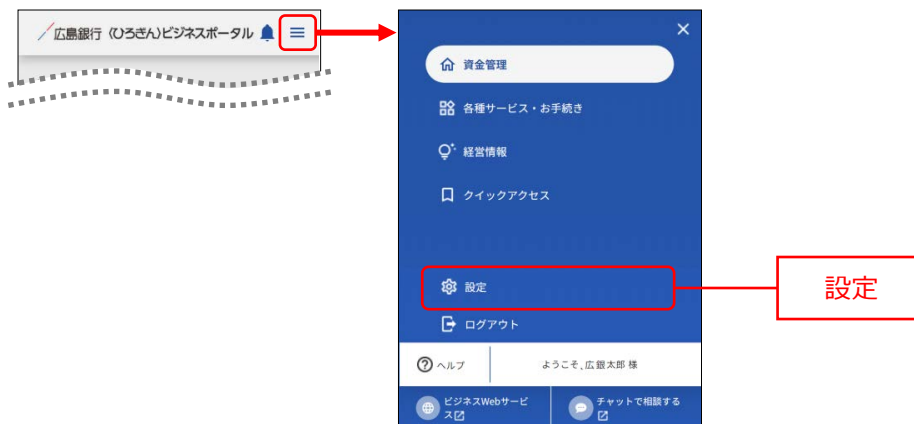 広島銀行 〈ひろぎん〉ビジネスポータル
資金管理
各種サービス・お手続き
経営情報
クイックアクセス
設定
設定
ログアウト
ヘルプ
ようこそ、広銀太郎 様
ビジネスWebサービ
ス
チャットで相談する